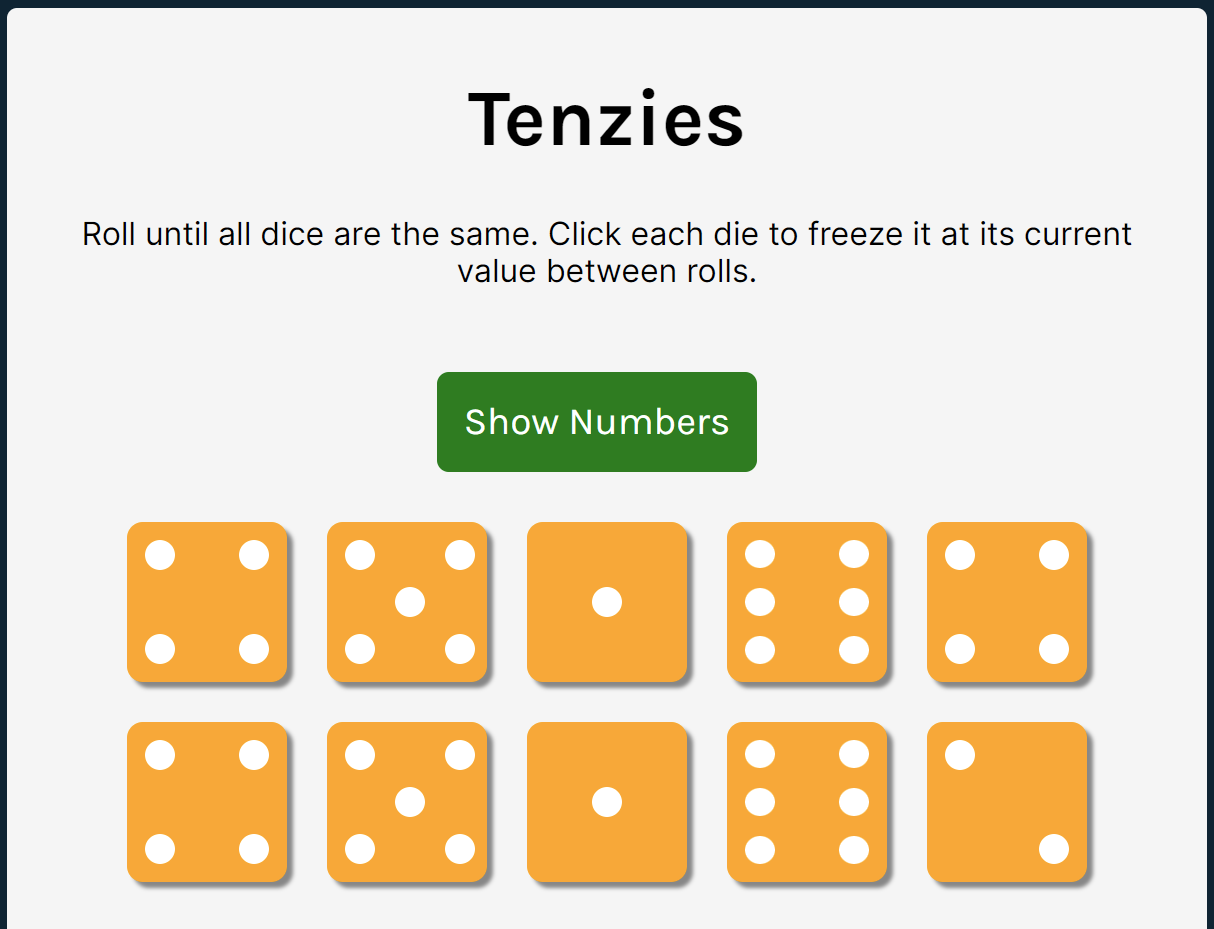 Tenzies
Roll until all dice are the same. Click each die to freeze it at its current
value between rolls.
Show Numbers